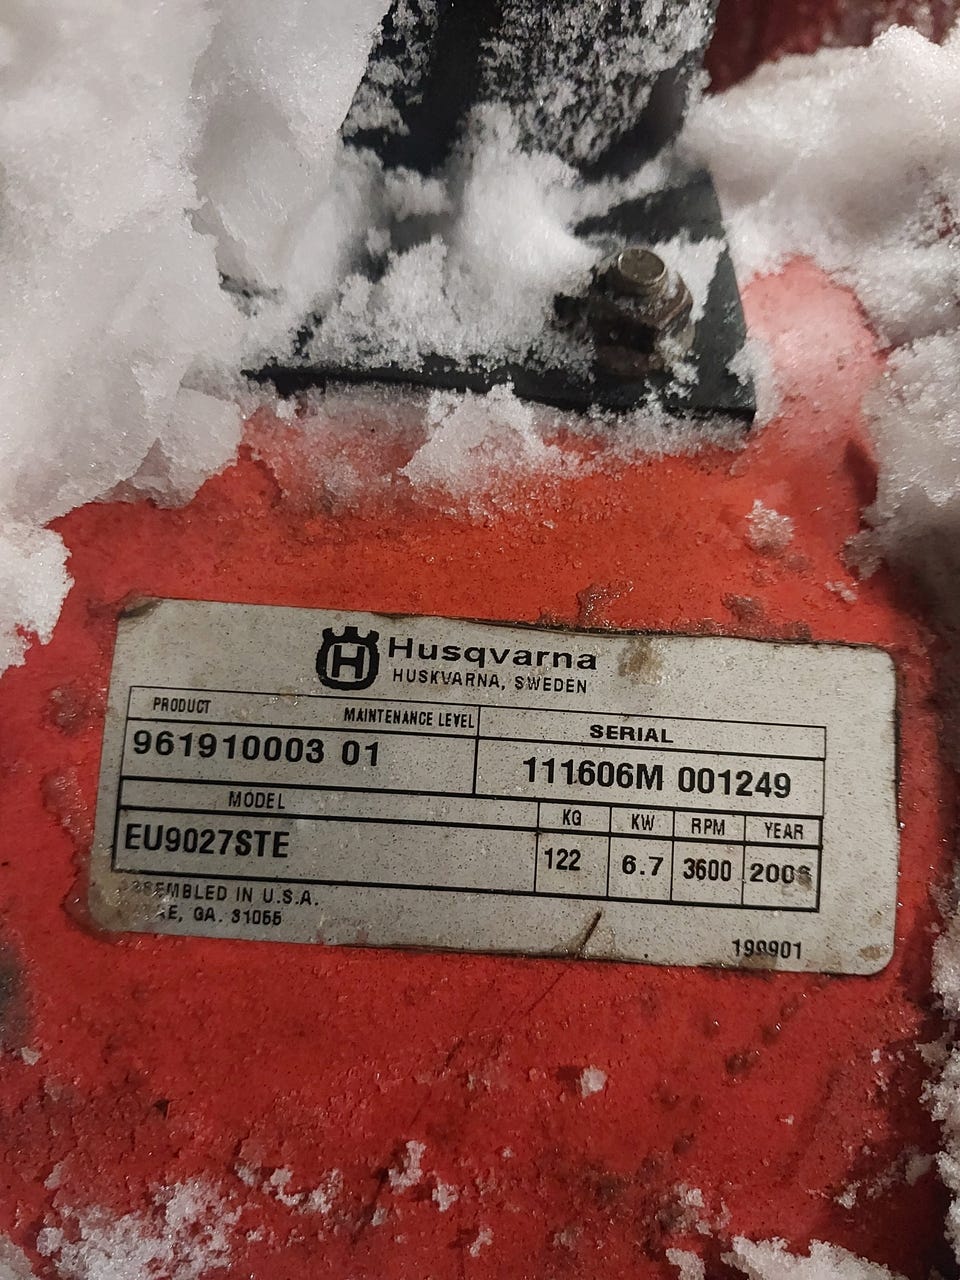 H Husqvarna
HUSKVARNA, SWEDEN
PRODUCT MAINTENANCE LEVEL
961910003 01
SERIAL
111606M 001249
MODEL
EU9027STE
KG KW RPM YEAR
122 6.7 3600
IN U.S.A.
GA. 31055
199901